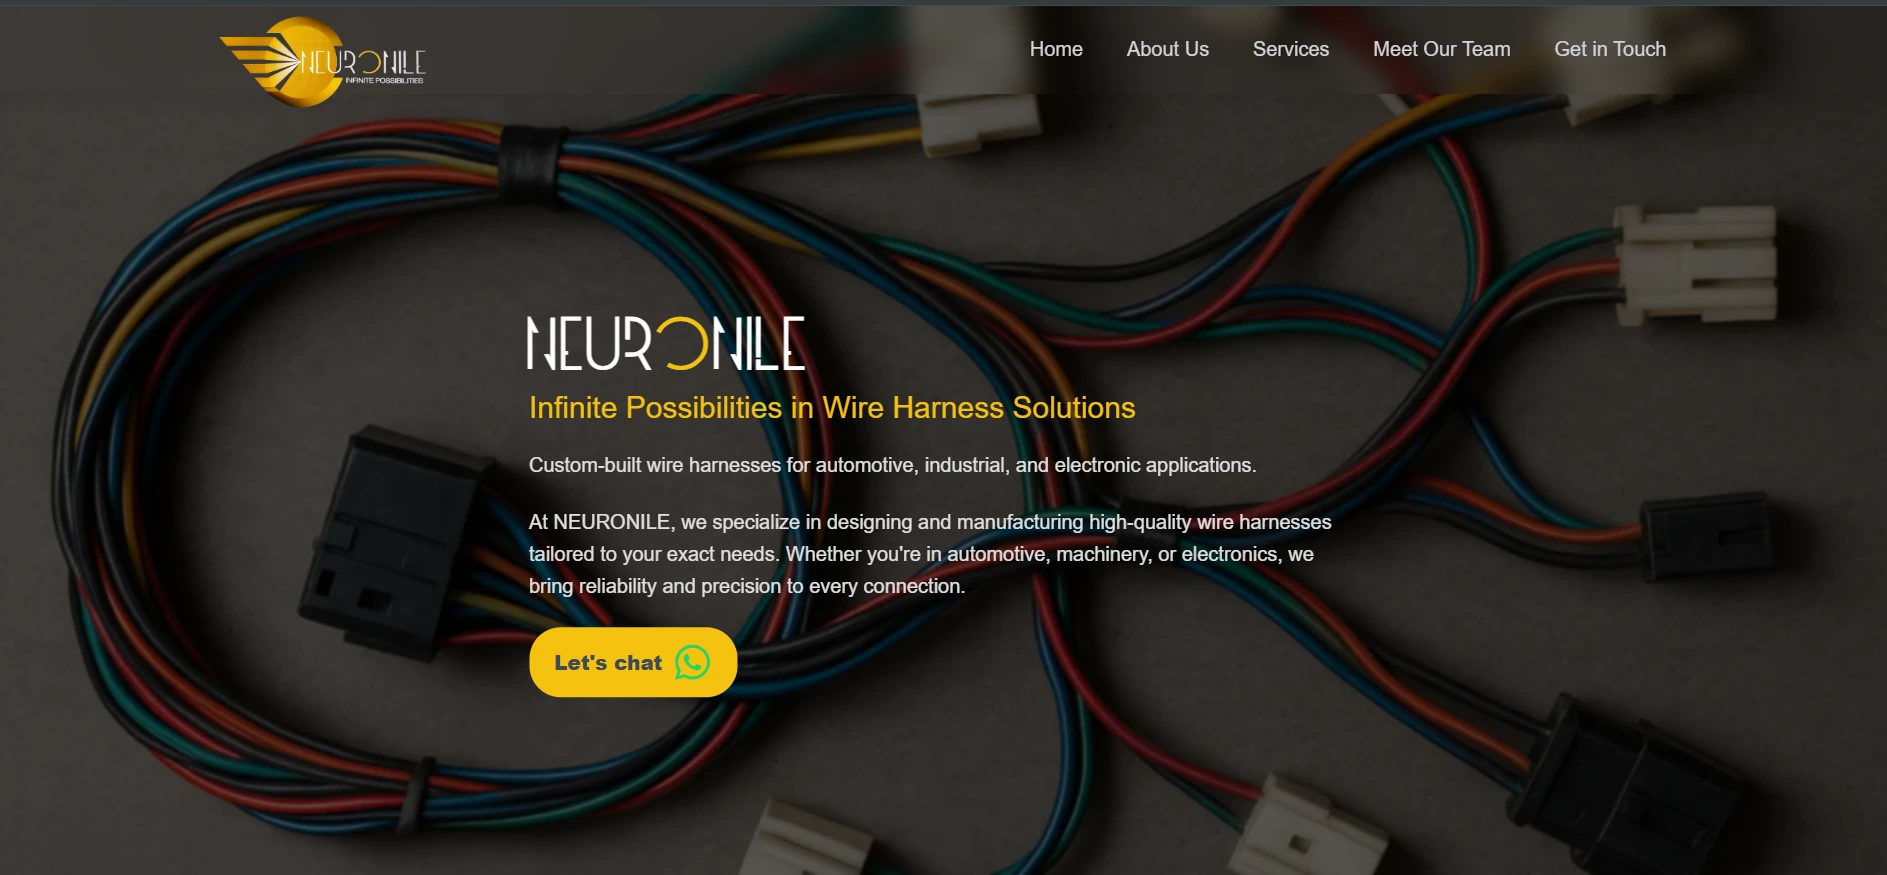 NEURONILE
INFINITE POSSIBILITIES
Home About Us Services Meet Our Team Get in Touch
NEURONILE
Infinite Possibilities in Wire Harness Solutions
Custom-built wire harnesses for automotive, industrial, and electronic applications.
At NEURONILE, we specialize in designing and manufacturing high-quality wire harnesses
tailored to your exact needs. Whether you're in automotive, machinery, or electronics, we
bring reliability and precision to every connection.
Let's chat